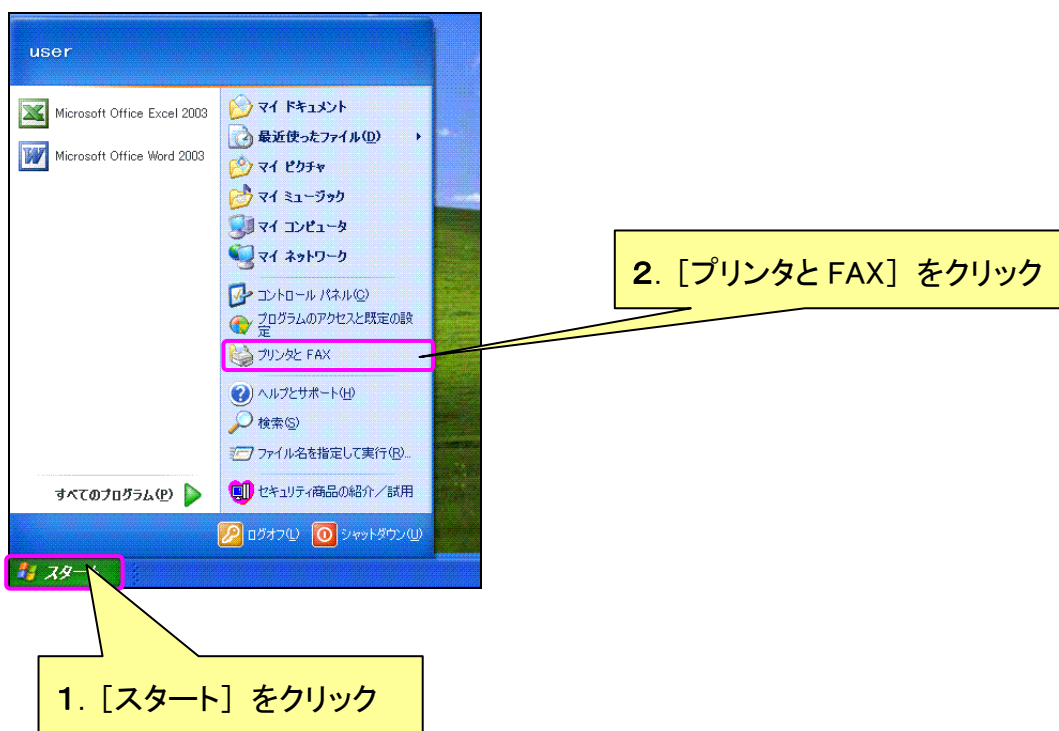 user
Microsoft Office Excel 2003
Microsoft Office Word 2003
すべてのプログラム(P)
マイ ドキュメント
最近使ったファイル(D)
マイ ピクチャ
マイ ミュージック
マイ コンピュータ
マイ ネットワーク
コントロール パネル(C)
プログラムのアクセスと既定の設
定
プリンタと FAX
ヘルプとサポート(H)
検索(S)
ファイル名を指定して実行(R)...
セキュリティ商品の紹介／試用
ログオフ(L)
シャットダウン(U)
スタート
2．［プリンタと FAX］をクリック
1．［スタート］をクリック